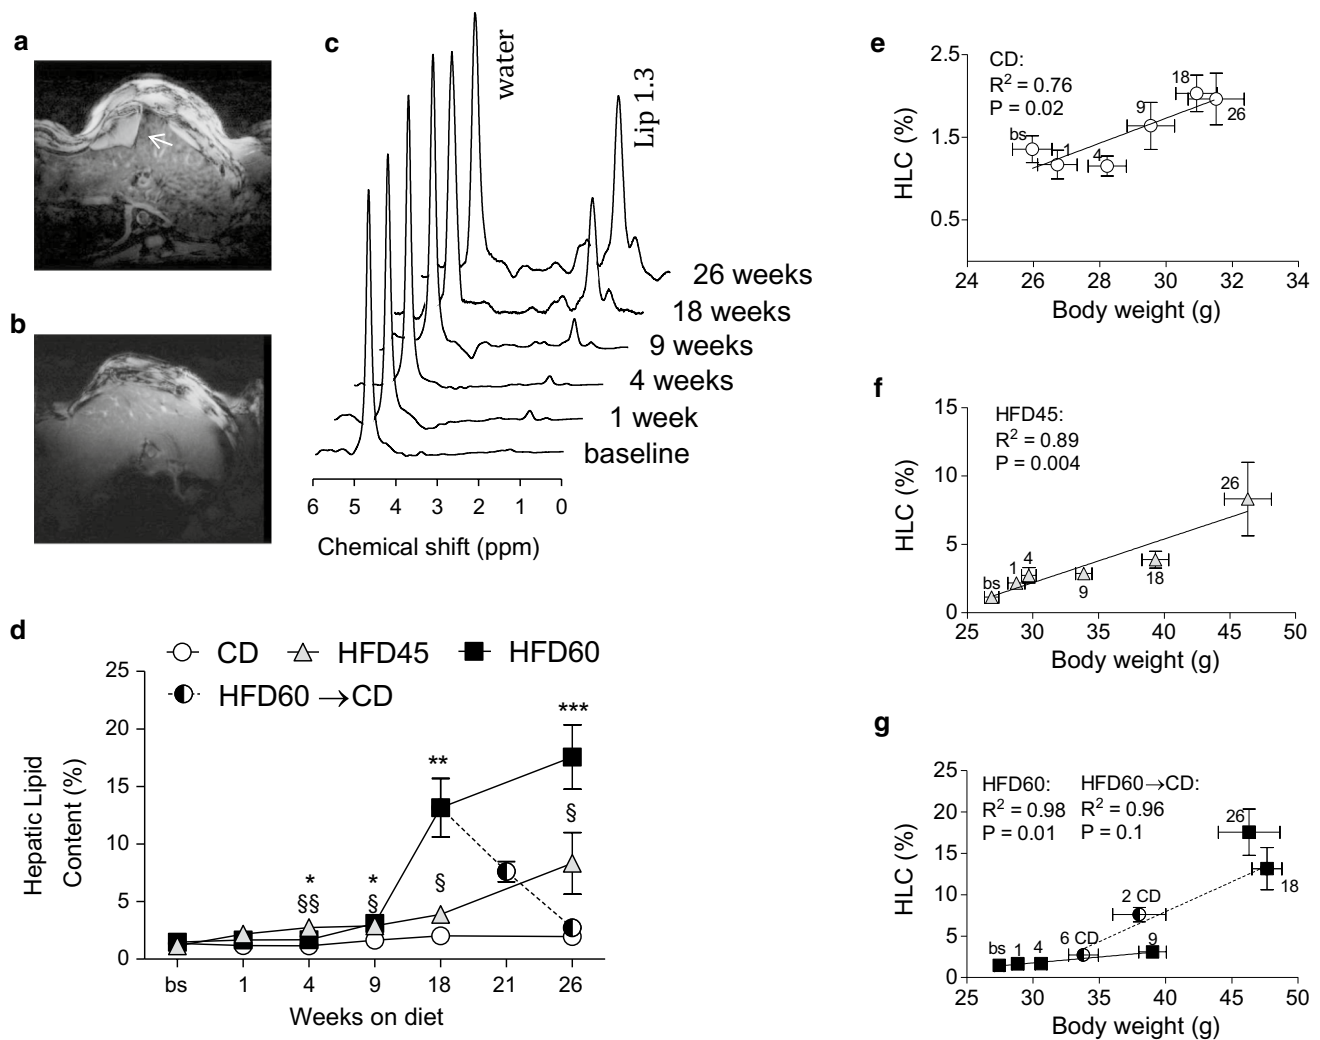 a
b
c
water
Lip 1.3
26 weeks
18 weeks
9 weeks
4 weeks
1 week
baseline
6 5 4 3 2 1 0
Chemical shift (ppm)
d
CD HFD45 HFD60
HFD60 →CD
Hepatic Lipid
Content (%)
25
20
15
10
5
0
*
§§
*
§
**
§
***
§
bs 1 4 9 18 21 26
Weeks on diet
e
CD:
R² = 0.76
P = 0.02
HLC (%)
2.5
1.5
0.5
bs 1 4 9 18 26
24 26 28 30 32 34
Body weight (g)
f
HFD45:
R² = 0.89
P = 0.004
HLC (%)
15
10
5
0
bs 1 4 9 18 26
25 30 35 40 45 50
Body weight (g)
g
HFD60: HFD60→CD:
R² = 0.98 R² = 0.96
P = 0.01 P = 0.1
HLC (%)
25
20
15
10
5
0
26
18
2 CD
6 CD
bs 1 4 9
25 30 35 40 45 50
Body weight (g)